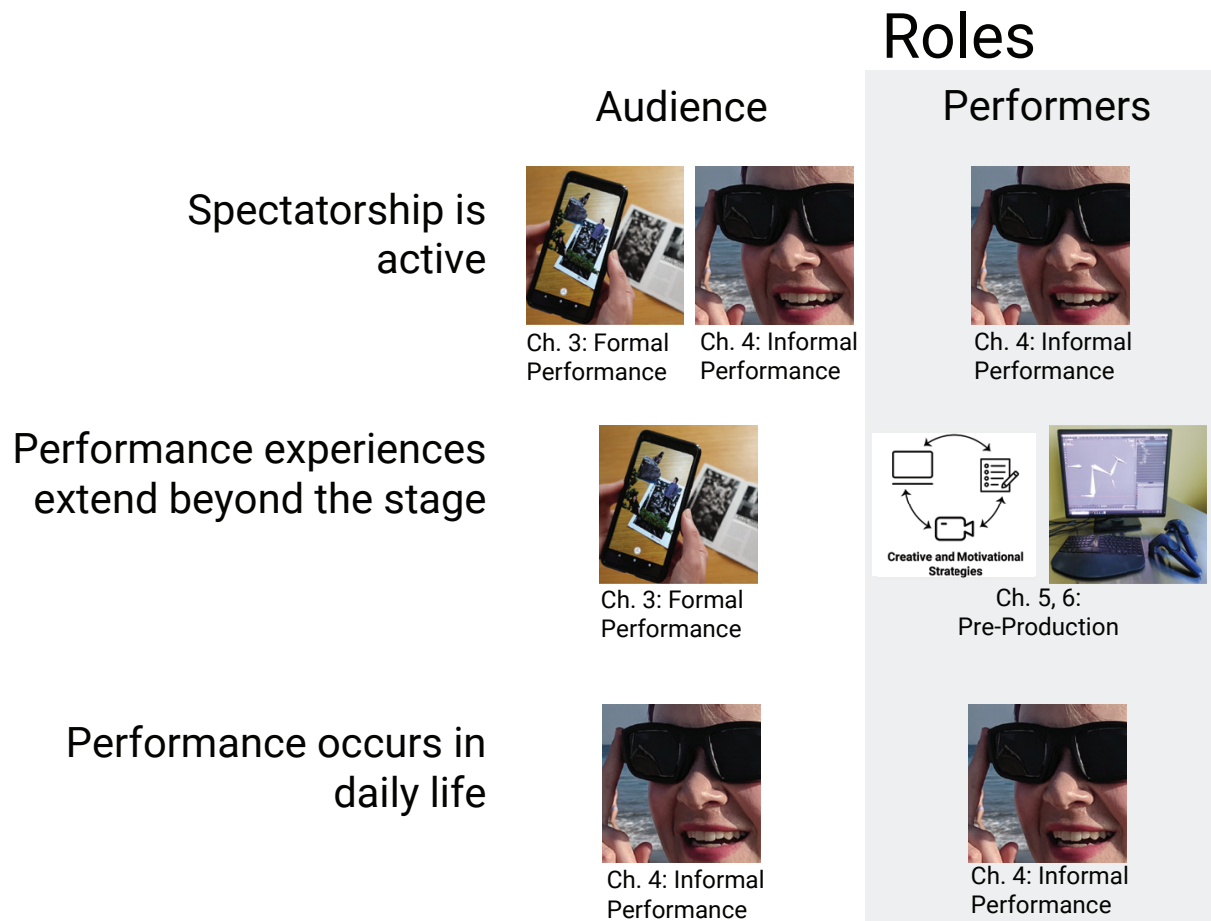 Roles
Audience
Performers
Spectatorship is
active
Ch. 3: Formal
Performance
Ch. 4: Informal
Performance
Ch. 4: Informal
Performance
Performance experiences
extend beyond the stage
Ch. 3: Formal
Performance
Creative and Motivational
Strategies
Ch. 5, 6:
Pre-Production
Performance occurs in
daily life
Ch. 4: Informal
Performance
Ch. 4: Informal
Performance